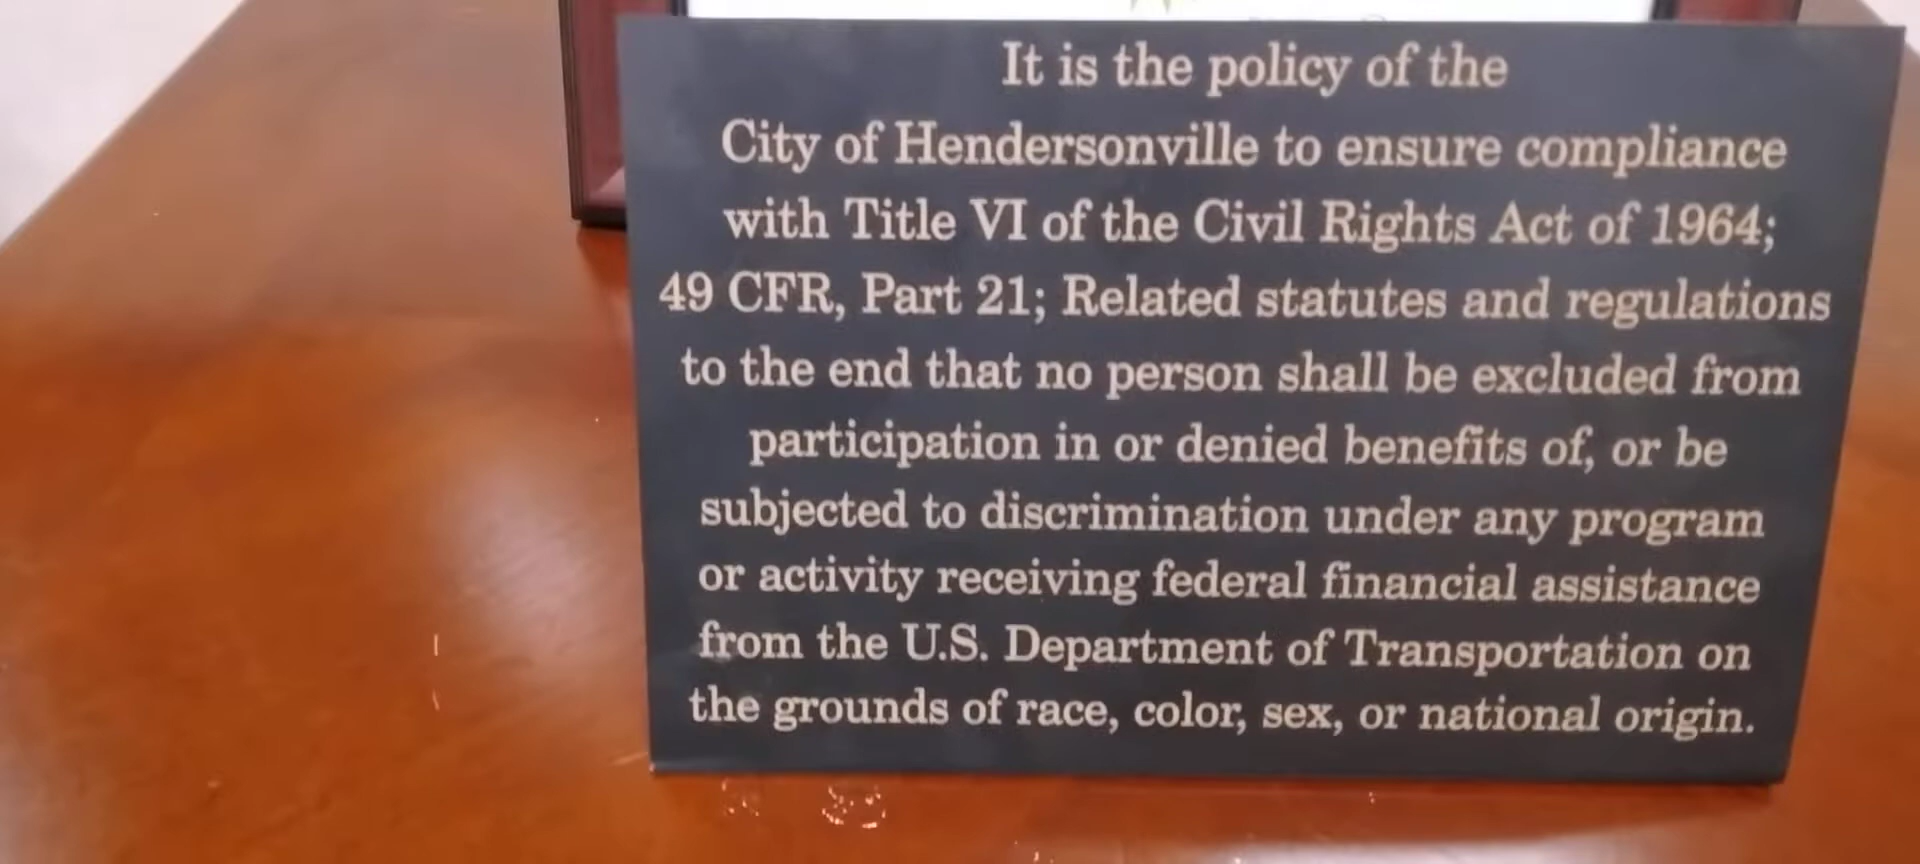 It is the policy of the
City of Hendersonville to ensure compliance
with Title VI of the Civil Rights Act of 1964;
49 CFR, Part 21; Related statutes and regulations
to the end that no person shall be excluded from
participation in or denied benefits of, or be
subjected to discrimination under any program
or activity receiving federal financial assistance
from the U.S. Department of Transportation on
the grounds of race, color, sex, or national origin.